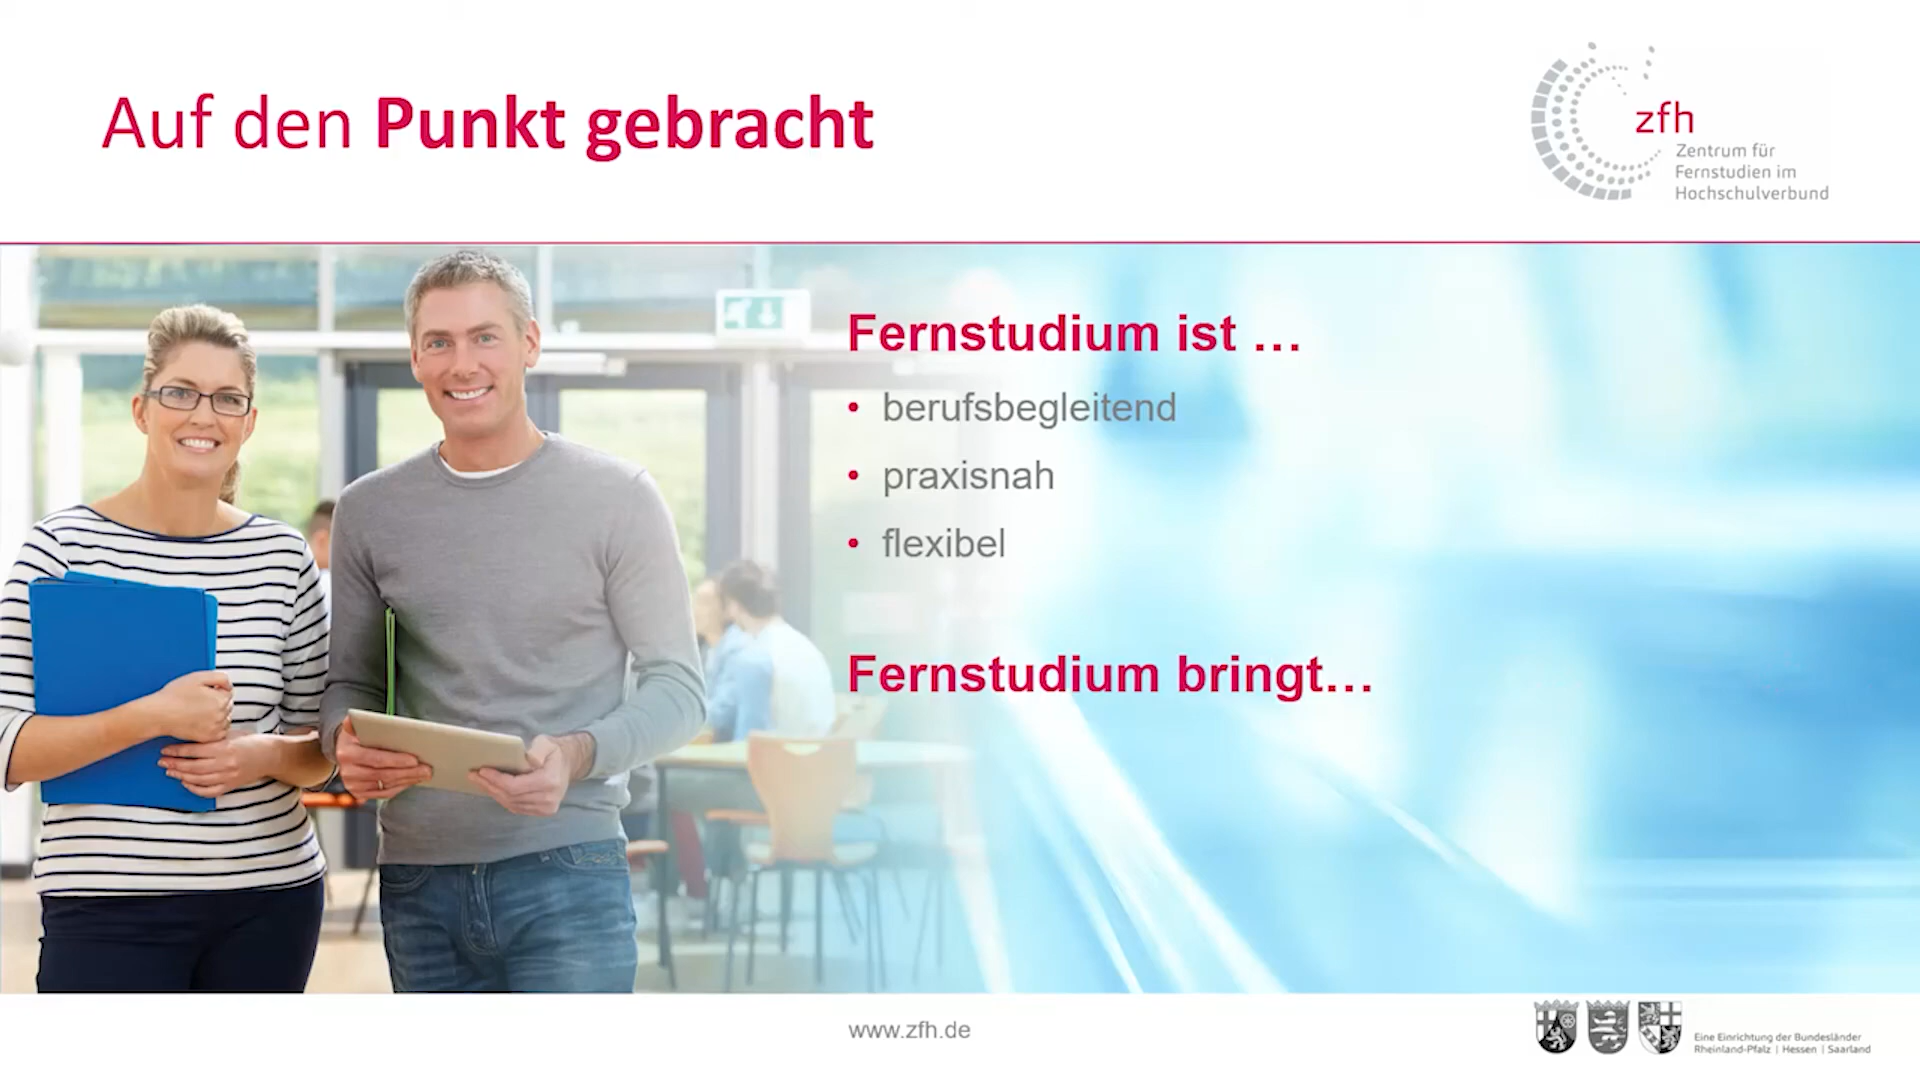 Auf den Punkt gebracht
zfh
Zentrum für
Fernstudien im
Hochschulverbund
Fernstudium ist …
• berufsbegleitend
• praxisnah
• flexibel
Fernstudium bringt…
www.zfh.de
Eine Einrichtung der Bundesländer
Rheinland-Pfalz | Hessen | Saarland